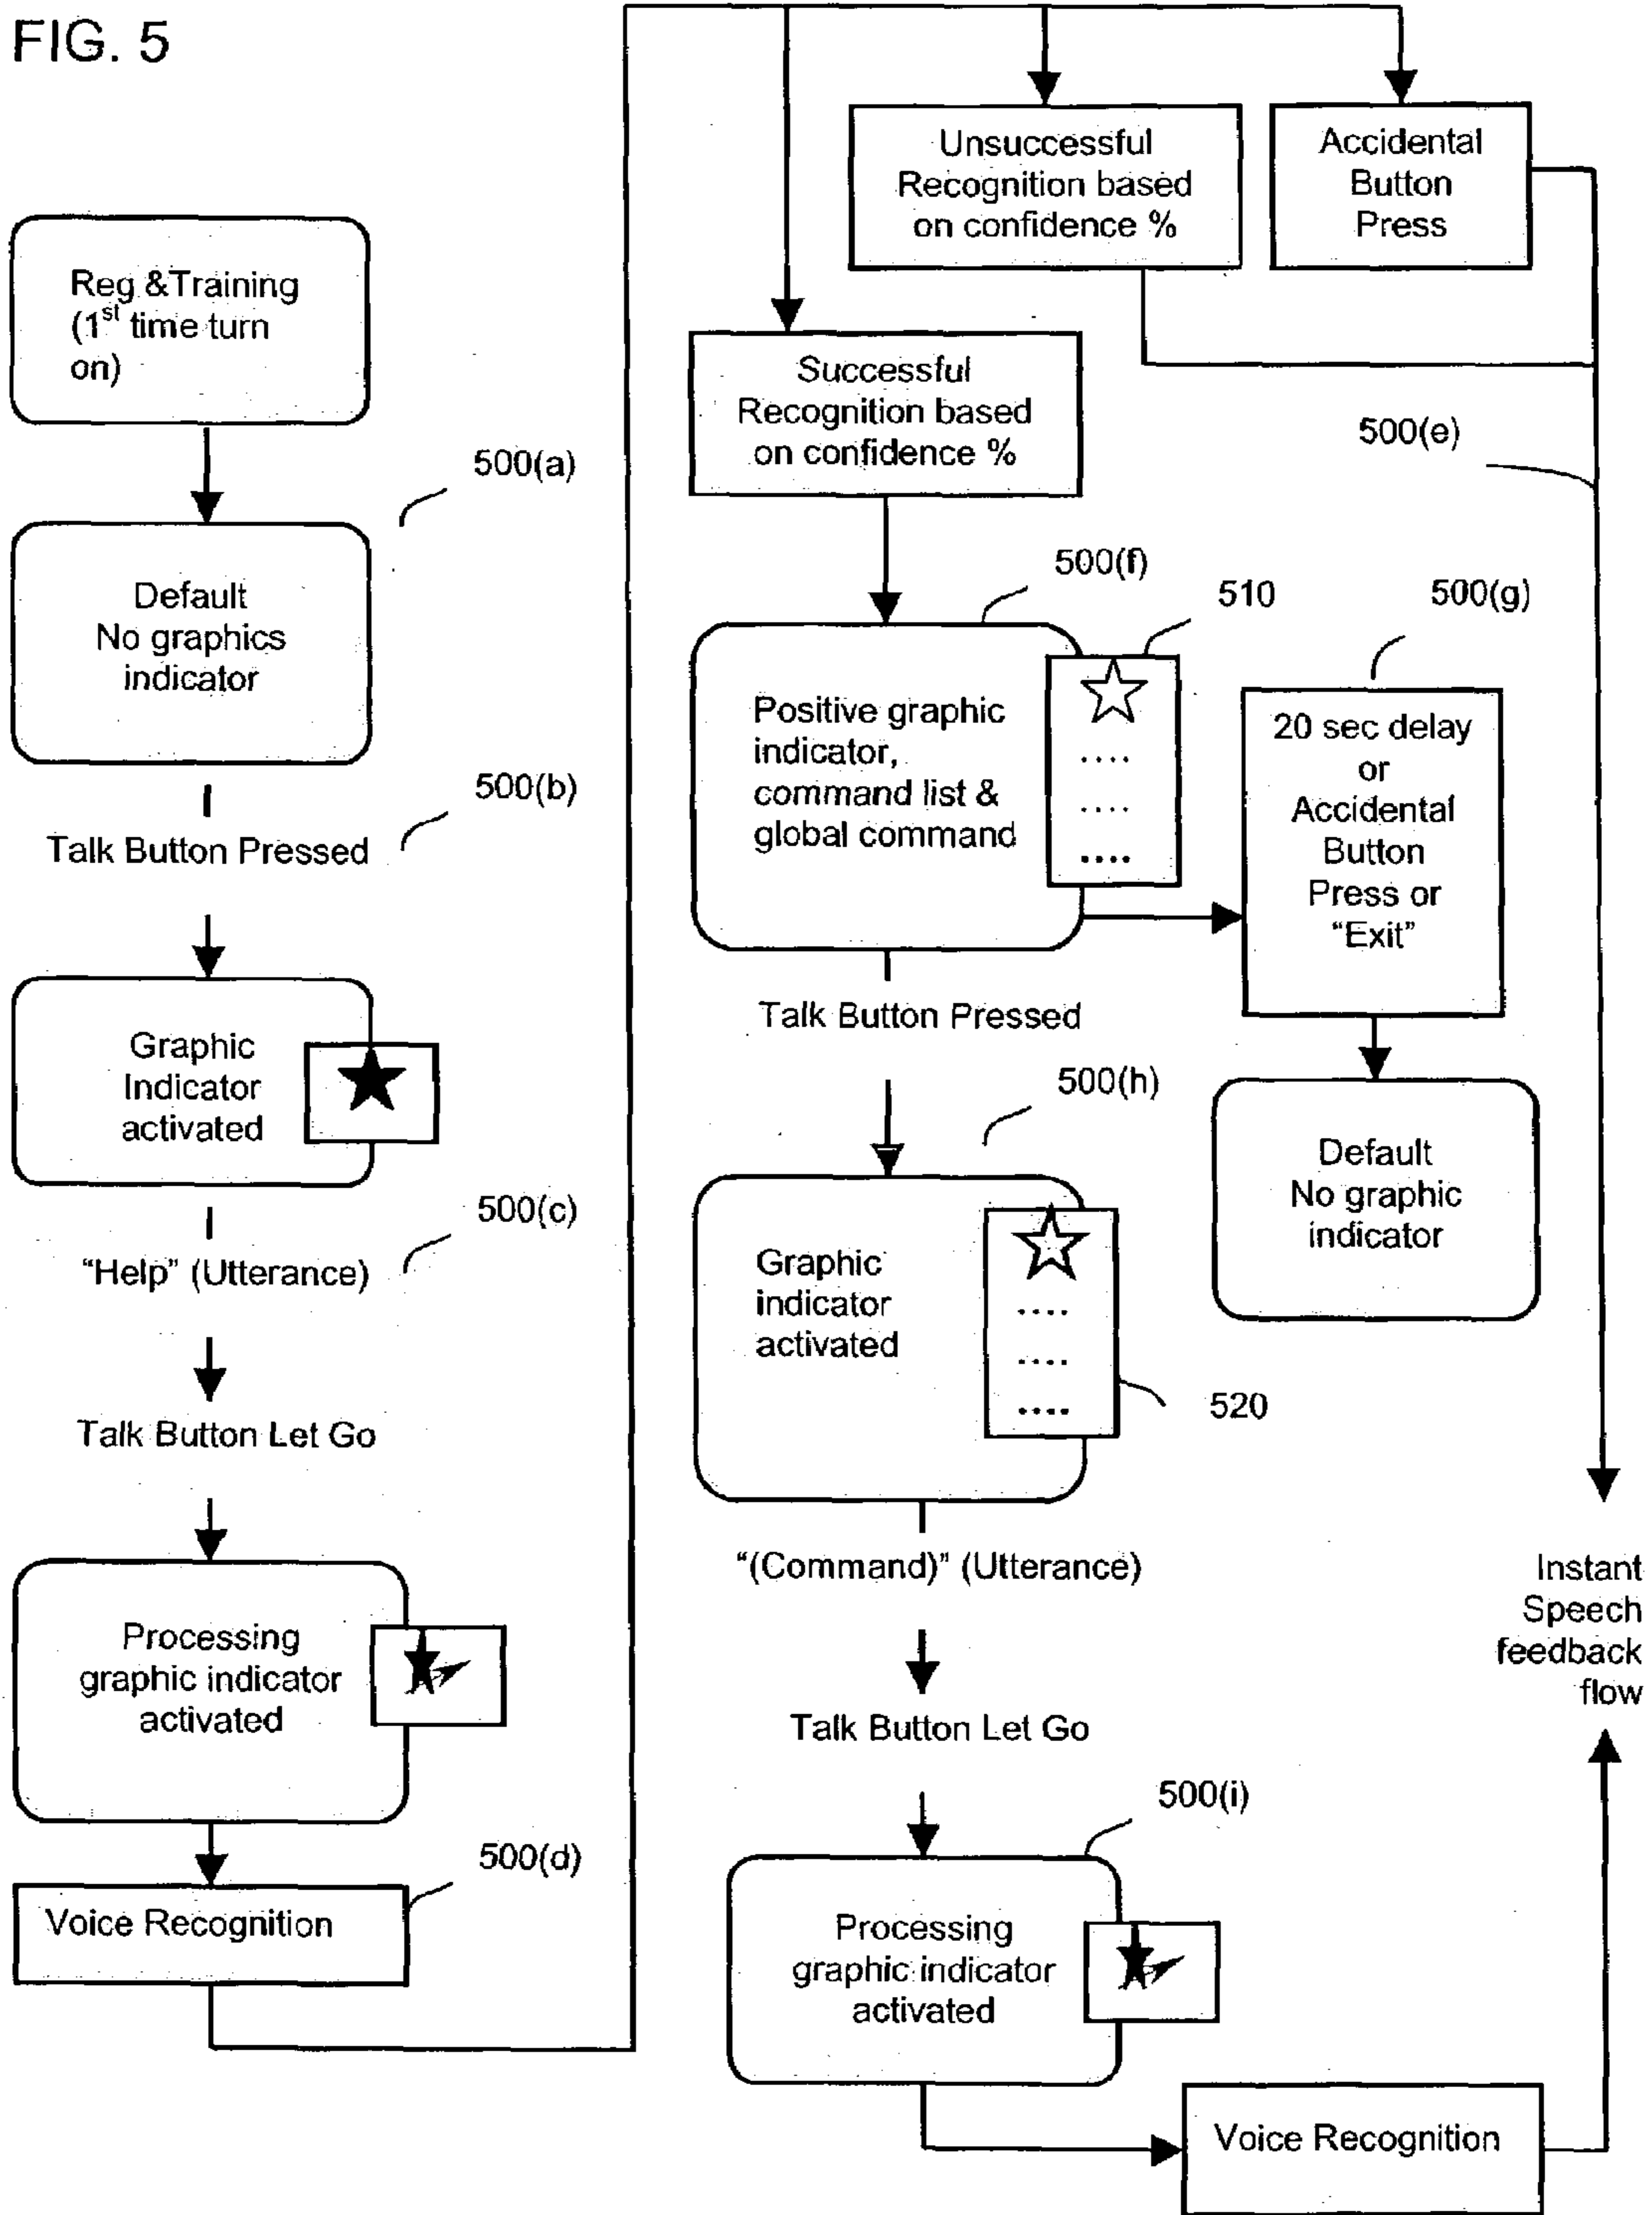 FIG. 5
Reg &Training
(1st time turn
on)
500(a)
Default
No graphics
indicator
500(b)
Talk Button Pressed
Graphic
Indicator
activated
500(c)
“Help” (Utterance)
Talk Button Let Go
Processing
graphic indicator
activated
500(d)
Voice Recognition
Unsuccessful
Recognition based
on confidence %
Accidental
Button
Press
Successful
Recognition based
on confidence %
500(e)
500(f)
510
500(g)
Positive graphic
indicator,
command list &
global command
....
....
....
20 sec delay
or
Accidental
Button
Press or
“Exit”
Talk Button Pressed
500(h)
Default
No graphic
indicator
Graphic
indicator
activated
....
....
....
520
“(Command)” (Utterance)
Instant
Speech
feedback
flow
Talk Button Let Go
500(i)
Processing
graphic indicator
activated
Voice Recognition